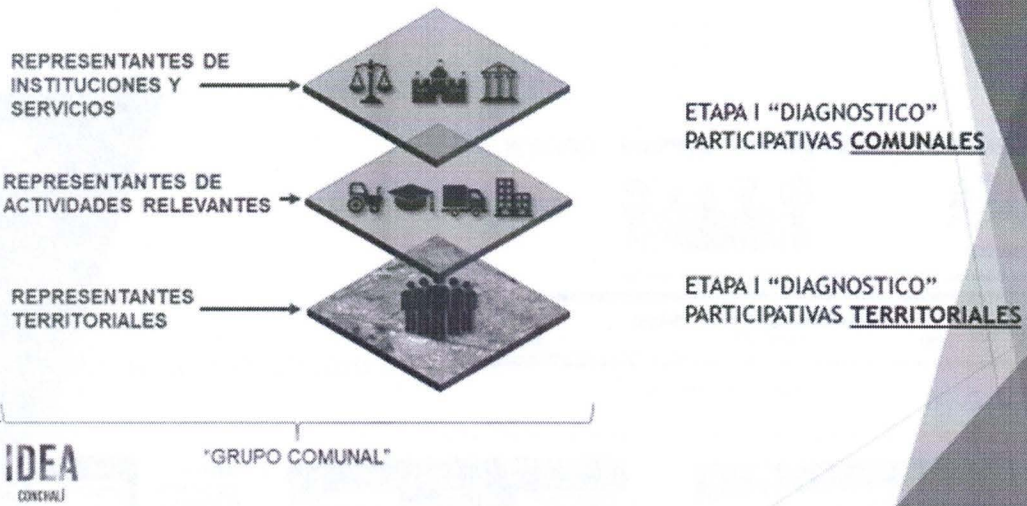 REPRESENTANTES DE
INSTITUCIONES Y
SERVICIOS
REPRESENTANTES DE
ACTIVIDADES RELEVANTES
REPRESENTANTES
TERRITORIALES
ETAPA I “DIAGNOSTICO”
PARTICIPATIVAS COMUNALES
ETAPA I “DIAGNOSTICO”
PARTICIPATIVAS TERRITORIALES
"GRUPO COMUNAL"
IDEA
CONCHALÍ